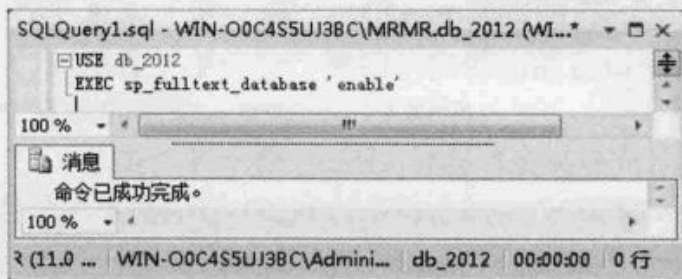 SQLQuery1.sql - WIN-O0C4S5UJ3BC\MRMR.db_2012 (WI...*
USE db_2012
EXEC sp_fulltext_database 'enable'
100 %
消息
命令已成功完成。
100 %
(11.0 ... WIN-O0C4S5UJ3BC\Admini... db_2012 00:00:00 0 行